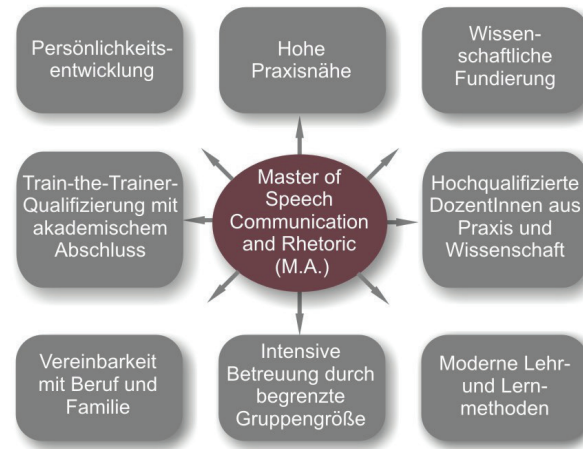 Persönlichkeits-
entwicklung
Hohe
Praxisnähe
Wissen-
schaftliche
Fundierung
Train-the-Trainer-
Qualifizierung mit
akademischem
Abschluss
Master of
Speech
Communication
and Rhetoric
(M.A.)
Hochqualifizierte
DozentInnen aus
Praxis und
Wissenschaft
Vereinbarkeit
mit Beruf und
Familie
Intensive
Betreuung durch
begrenzte
Gruppengröße
Moderne Lehr-
und Lern-
methoden